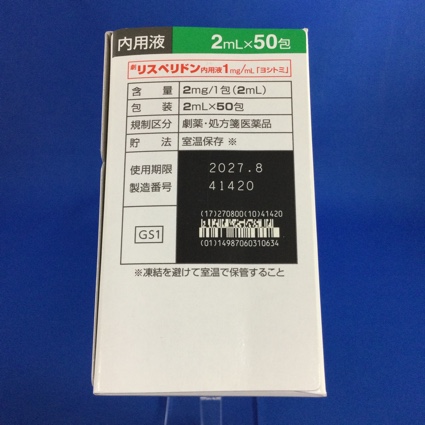 内用液 2mL×50包
劇 リスペリドン内用液1mg/mL「ヨシトミ」
含量 2mg/1包(2mL)
包装 2mL×50包
規制区分 劇薬・処方箋医薬品
貯法 室温保存 ※
使用期限 2027.8
製造番号 41420
(17)270800(10)41420
GS1
(01)14987060310634
※凍結を避けて室温で保管すること